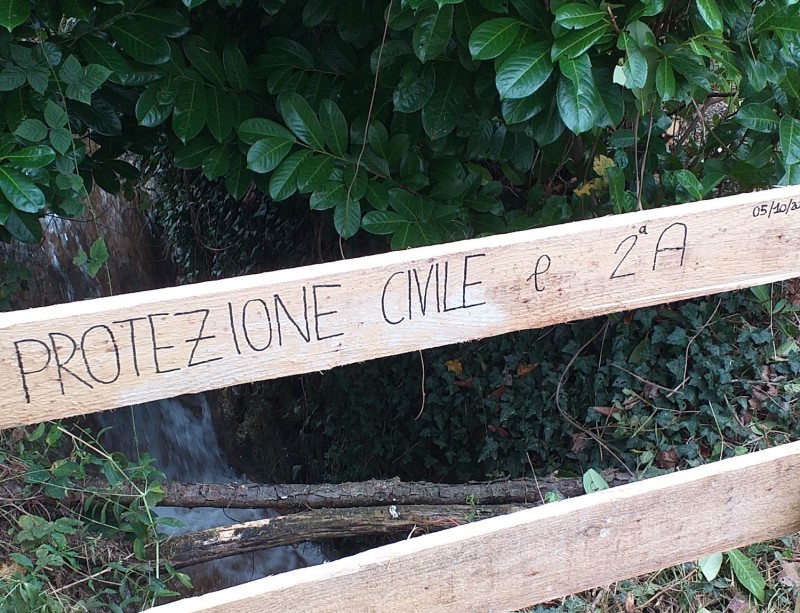 PROTEZIONE CIVILE e 2ª A
05/10/